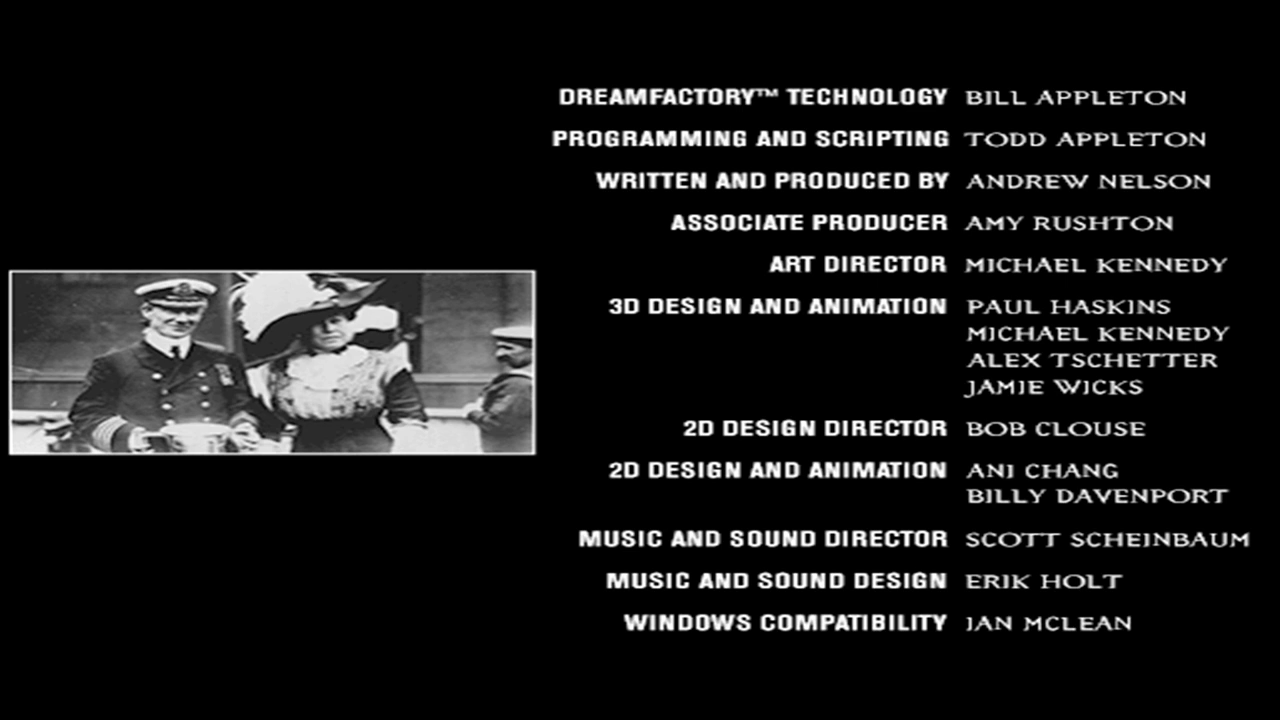 DREAMFACTORY™ TECHNOLOGY BILL APPLETON
PROGRAMMING AND SCRIPTING TODD APPLETON
WRITTEN AND PRODUCED BY ANDREW NELSON
ASSOCIATE PRODUCER AMY RUSHTON
ART DIRECTOR MICHAEL KENNEDY
3D DESIGN AND ANIMATION PAUL HASKINS
MICHAEL KENNEDY
ALEX TSCHETTER
JAMIE WICKS
2D DESIGN DIRECTOR BOB CLOUSE
2D DESIGN AND ANIMATION ANI CHANG
BILLY DAVENPORT
MUSIC AND SOUND DIRECTOR SCOTT SCHEINBAUM
MUSIC AND SOUND DESIGN ERIK HOLT
WINDOWS COMPATIBILITY IAN MCLEAN